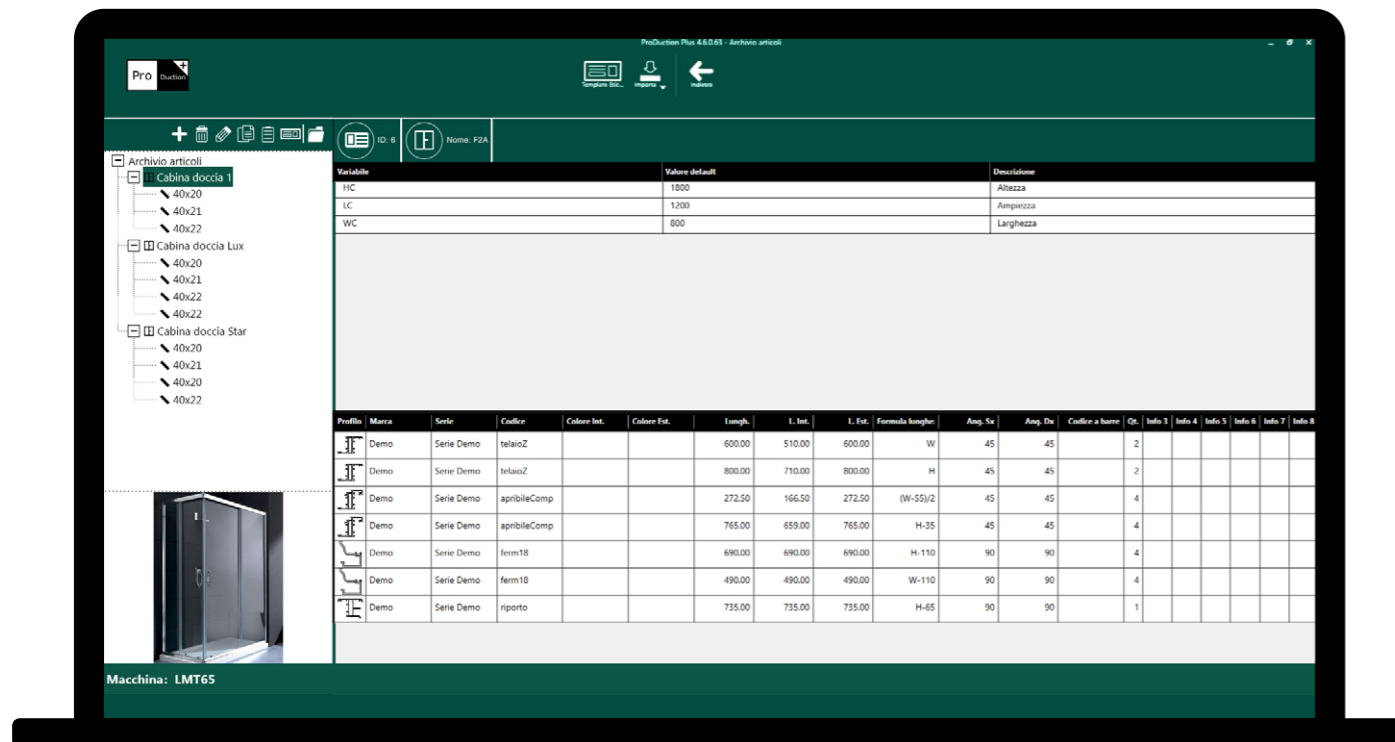 ProDuction Plus 4.6.0.63 - Archivio articoli
Pro Duction
Template Etic... Importa Indietro
ID: 6 Nome: F2A
Archivio articoli
Cabina doccia 1
40x20
40x21
40x22
Cabina doccia Lux
40x20
40x21
40x22
40x22
Cabina doccia Star
40x20
40x21
40x20
40x22
Variabile Valore default Descrizione
HC 1800 Altezza
LC 1200 Ampiezza
WC 800 Larghezza
Profilo Marca Serie Codice Colore Int. Colore Est. Lungh. L. Int. L. Est. Formula lunghe: Ang. Sx Ang. Dx Codice a barre Qt. Info 3 Info 4 Info 5 Info 6 Info 7 Info 8
Demo Serie Demo telaioZ 600.00 510.00 600.00 W 45 45 2
Demo Serie Demo telaioZ 800.00 710.00 800.00 H 45 45 2
Demo Serie Demo apribileComp 272.50 166.50 272.50 (W-55)/2 45 45 4
Demo Serie Demo apribileComp 765.00 659.00 765.00 H-35 45 45 4
Demo Serie Demo ferm18 690.00 690.00 690.00 H-110 90 90 4
Demo Serie Demo ferm18 490.00 490.00 490.00 W-110 90 90 4
Demo Serie Demo riporto 735.00 735.00 735.00 H-65 90 90 1
Macchina: LMT65